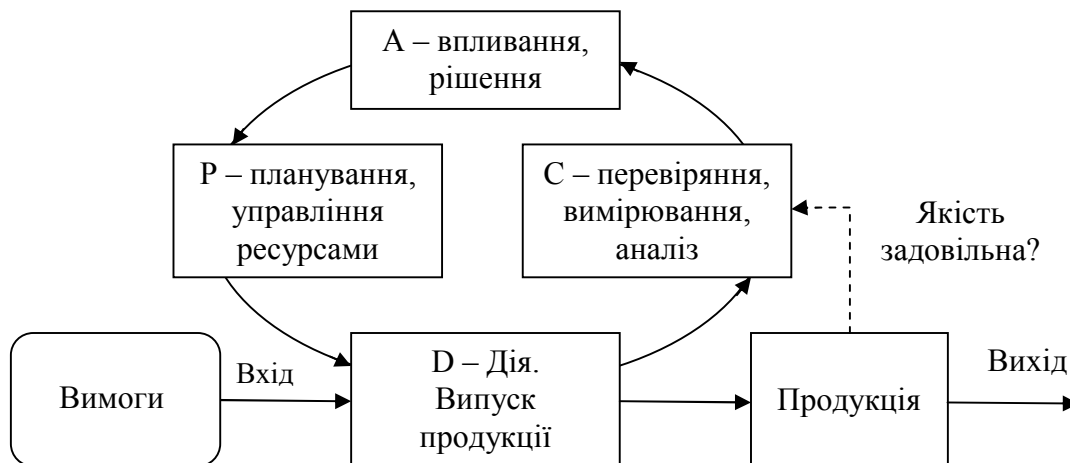 А – впливання,
рішення
Р – планування,
управління
ресурсами
С – перевіряння,
вимірювання,
аналіз
Якість
задовільна?
Вимоги
Вхід
D – Дія.
Випуск
продукції
Продукція
Вихід